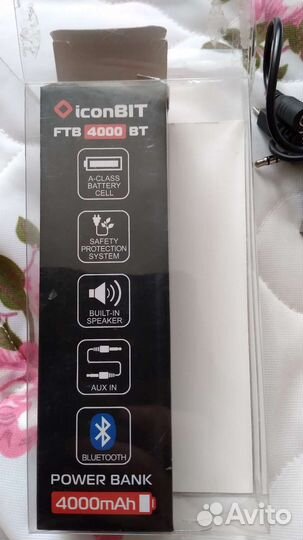 iconBIT
FTB 4000 BT
A-CLASS
BATTERY
CELL
SAFETY
PROTECTION
SYSTEM
BUILT-IN
SPEAKER
AUX IN
BLUETOOTH
POWER BANK
4000mAh
Avito